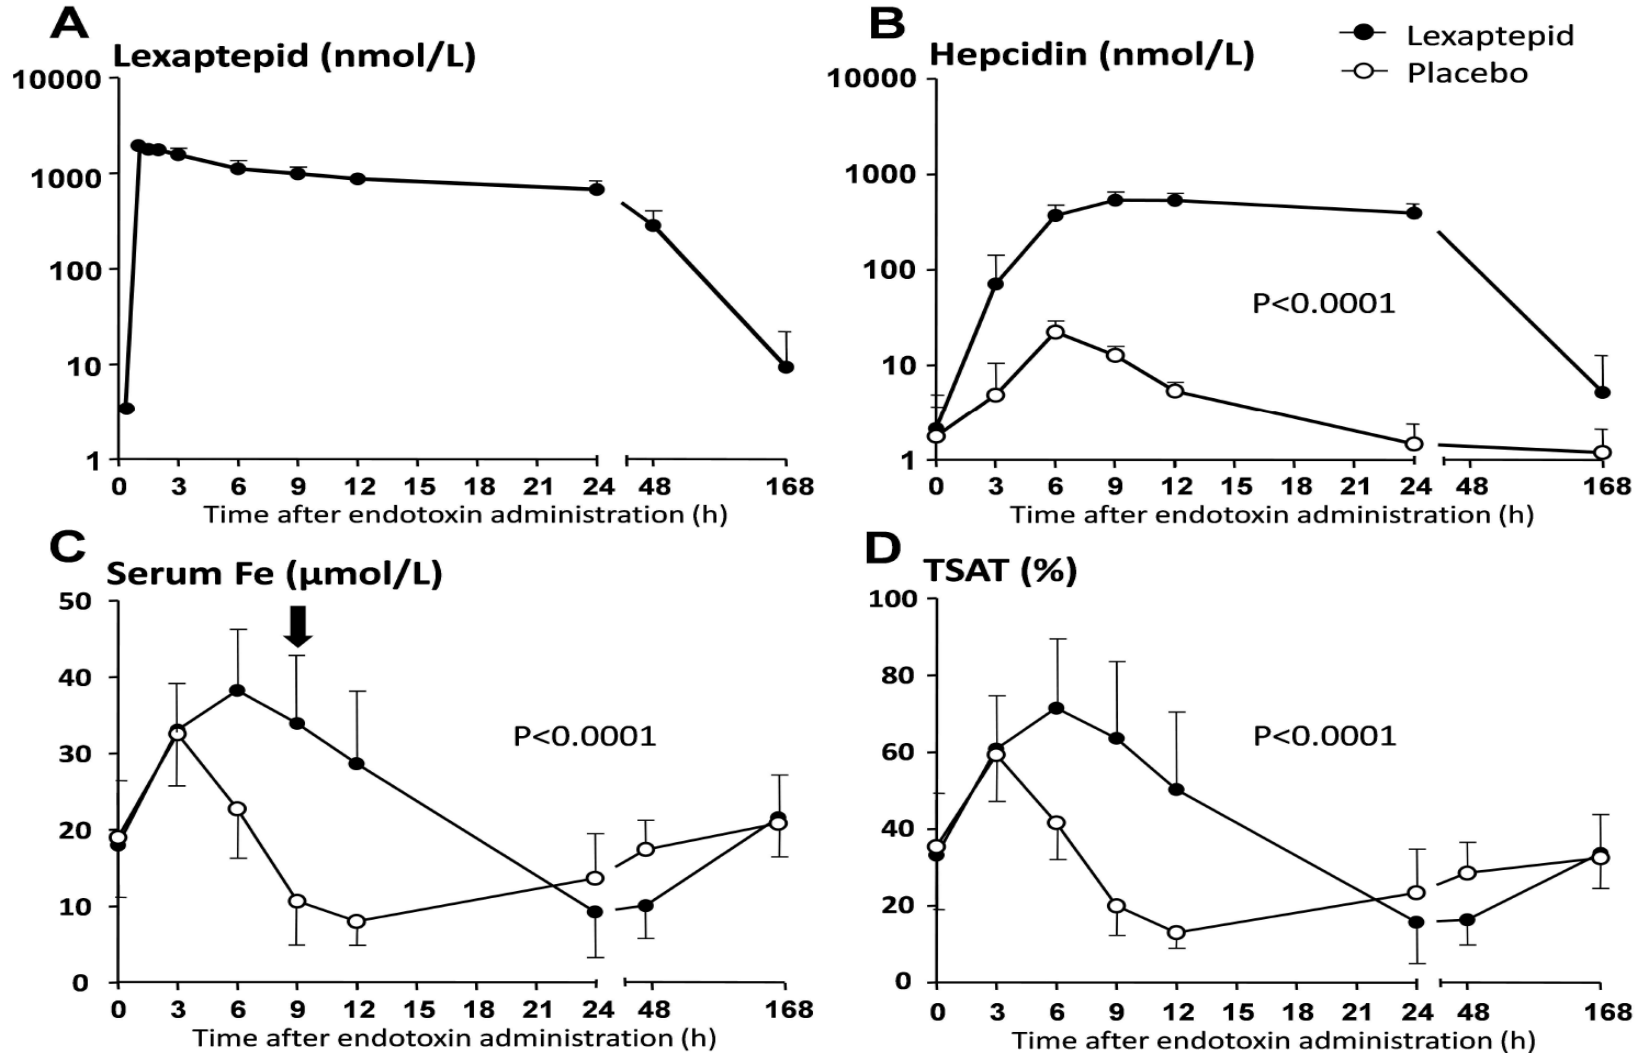 A
Lexaptepid (nmol/L)
10000
1000
100
10
1
0 3 6 9 12 15 18 21 24 48 168
Time after endotoxin administration (h)
B
Hepcidin (nmol/L)
Lexaptepid
Placebo
10000
1000
100
10
1
P<0.0001
0 3 6 9 12 15 18 21 24 48 168
Time after endotoxin administration (h)
C
Serum Fe (µmol/L)
50
40
30
20
10
0
P<0.0001
0 3 6 9 12 15 18 21 24 48 168
Time after endotoxin administration (h)
D
TSAT (%)
100
80
60
40
20
0
P<0.0001
0 3 6 9 12 15 18 21 24 48 168
Time after endotoxin administration (h)